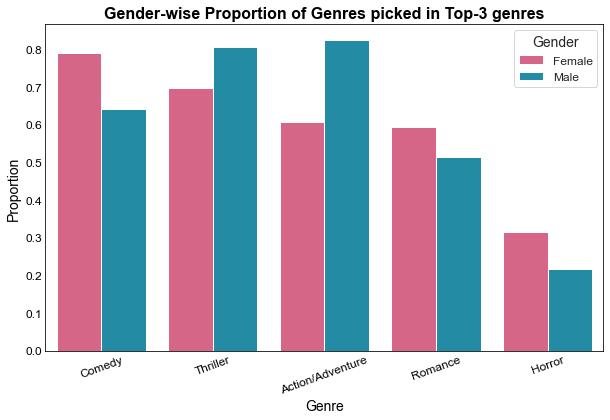 Gender-wise Proportion of Genres picked in Top-3 genres
Gender
Female
Male
Proportion
0.8
0.7
0.6
0.5
0.4
0.3
0.2
0.1
0.0
Comedy
Thriller
Action/Adventure
Romance
Horror
Genre